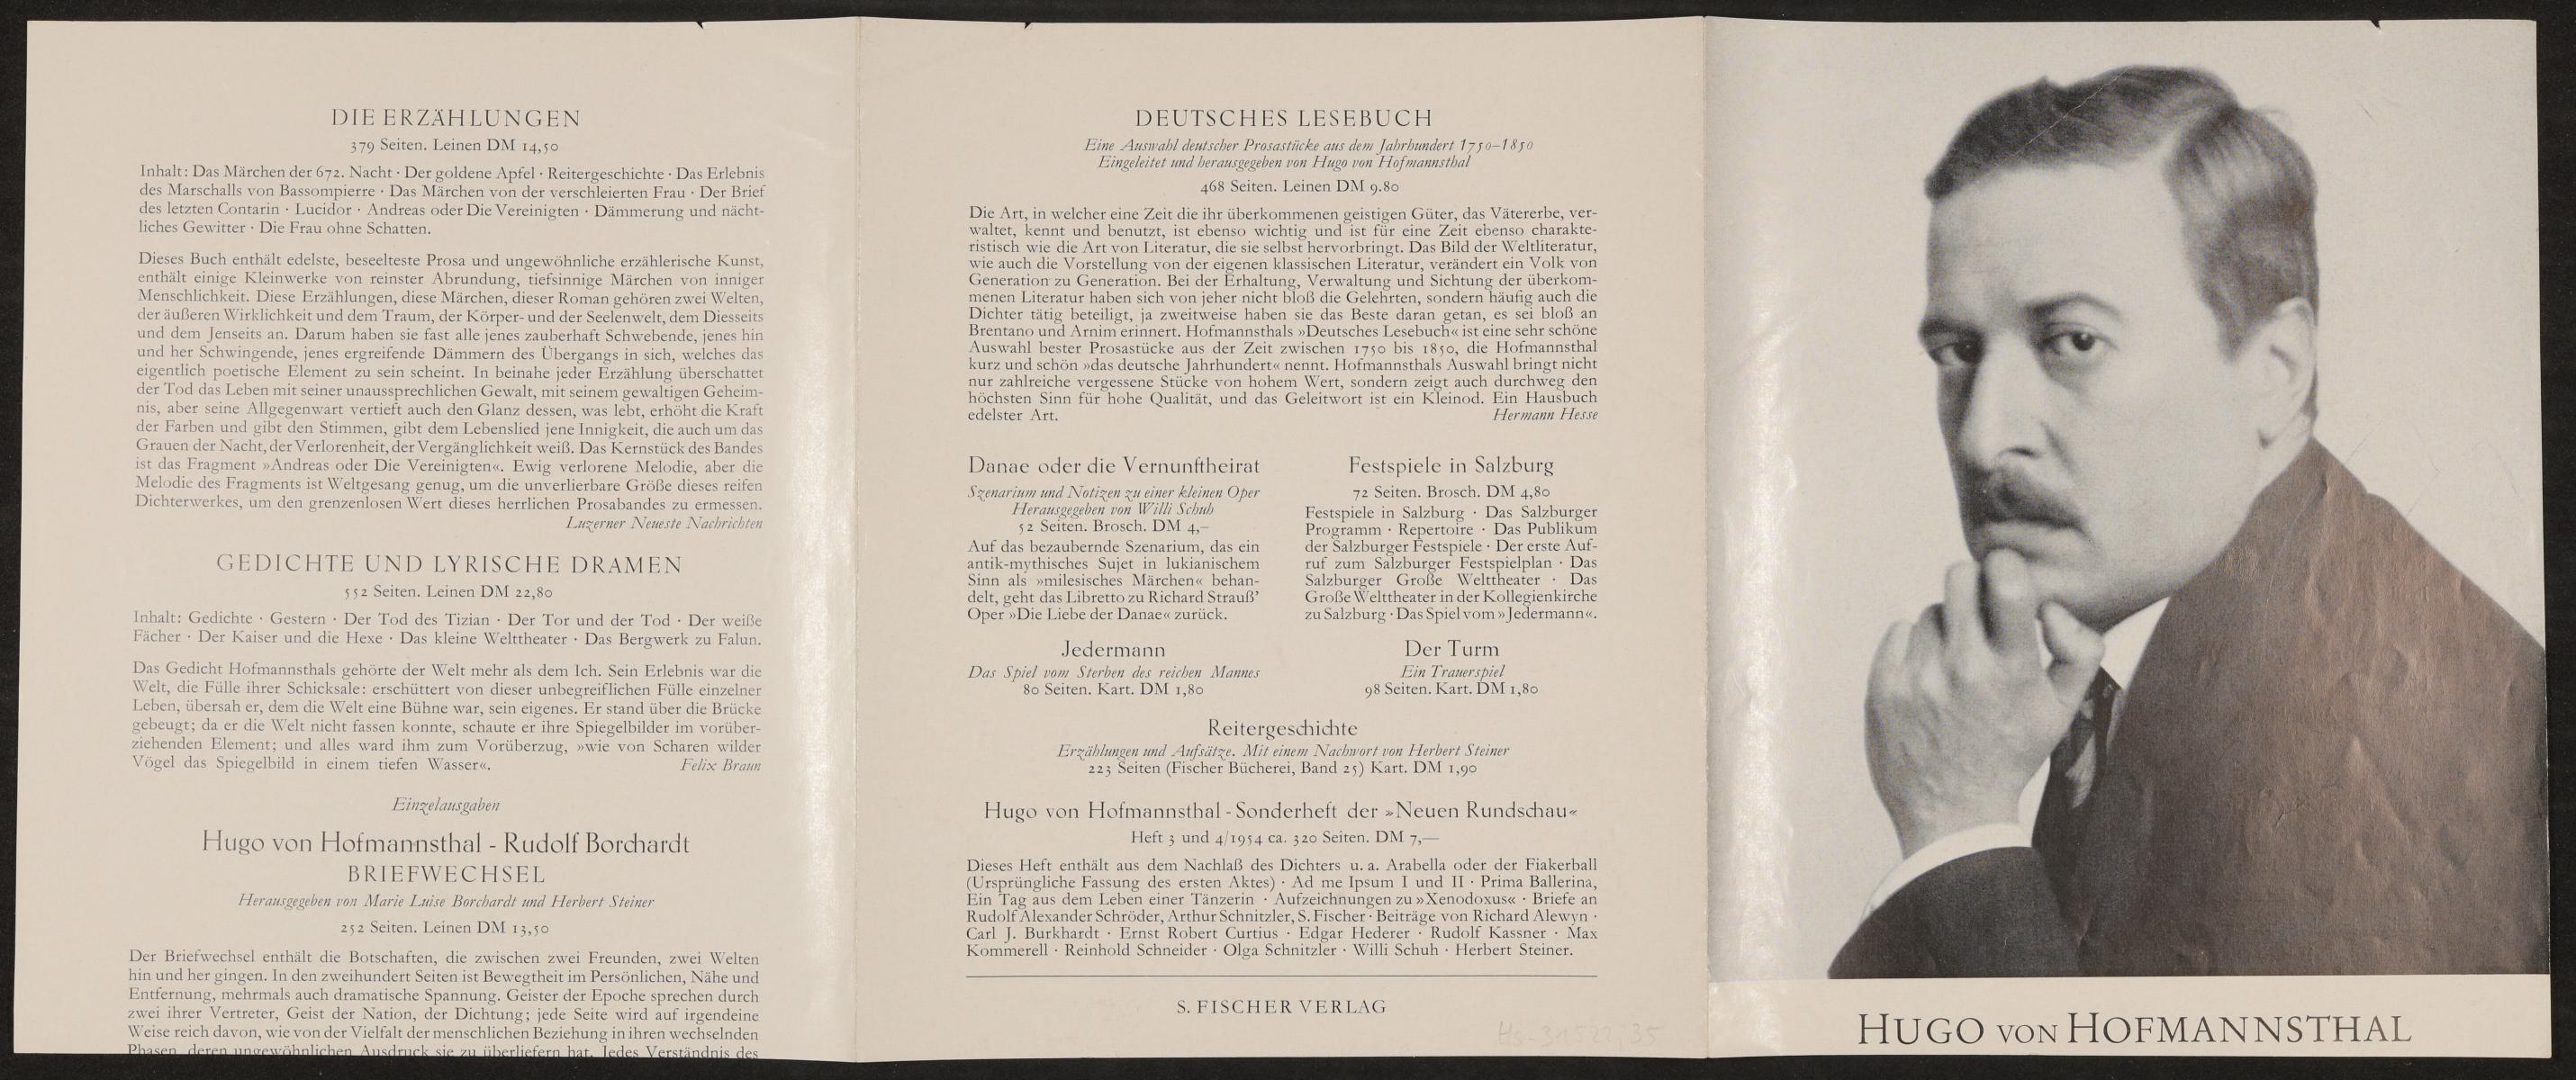 DIE ERZÄHLUNGEN
379 Seiten. Leinen DM 14,50
Inhalt: Das Märchen der 672. Nacht · Der goldene Apfel · Reitergeschichte · Das Erlebnis
des Marschalls von Bassompierre · Das Märchen von der verschleierten Frau · Der Brief
des letzten Contarin · Lucidor · Andreas oder Die Vereinigten · Dämmerung und nächt-
liches Gewitter · Die Frau ohne Schatten.
Dieses Buch enthält edelste, beseelteste Prosa und ungewöhnliche erzählerische Kunst,
enthält einige Kleinwerke von reinster Abrundung, tiefsinnige Märchen von inniger
Menschlichkeit. Diese Erzählungen, diese Märchen, dieser Roman gehören zwei Welten,
der äußeren Wirklichkeit und dem Traum, der Körper- und der Seelenwelt, dem Diesseits
und dem Jenseits an. Darum haben sie fast alle jenes zauberhaft Schwebende, jenes hin
und her Schwingende, jenes ergreifende Dämmern des Übergangs in sich, welches das
eigentlich poetische Element zu sein scheint. In beinahe jeder Erzählung überschattet
der Tod das Leben mit seiner unaussprechlichen Gewalt, mit seinem gewaltigen Geheim-
nis, aber seine Allgegenwart vertieft auch den Glanz dessen, was lebt, erhöht die Kraft
der Farben und gibt den Stimmen, gibt dem Lebenslied jene Innigkeit, die auch um das
Grauen der Nacht, der Verlorenheit, der Vergänglichkeit weiß. Das Kernstück des Bandes
ist das Fragment »Andreas oder Die Vereinigten«. Ewig verlorene Melodie, aber die
Melodie des Fragments ist Weltgesang genug, um die unverlierbare Größe dieses reifen
Dichterwerkes, um den grenzenlosen Wert dieses herrlichen Prosabandes zu ermessen.
Luzerner Neueste Nachrichten
GEDICHTE UND LYRISCHE DRAMEN
552 Seiten. Leinen DM 22,80
Inhalt: Gedichte · Gestern · Der Tod des Tizian · Der Tor und der Tod · Der weiße
Fächer · Der Kaiser und die Hexe · Das kleine Welttheater · Das Bergwerk zu Falun.
Das Gedicht Hofmannsthals gehörte der Welt mehr als dem Ich. Sein Erlebnis war die
Welt, die Fülle ihrer Schicksale: erschüttert von dieser unbegreiflichen Fülle einzelner
Leben, übersah er, dem die Welt eine Bühne war, sein eigenes. Er stand über die Brücke
gebeugt; da er die Welt nicht fassen konnte, schaute er ihre Spiegelbilder im vorüber-
ziehenden Element; und alles ward ihm zum Vorüberzug, »wie von Scharen wilder
Vögel das Spiegelbild in einem tiefen Wasser«. Felix Braun
Einzelausgaben
Hugo von Hofmannsthal - Rudolf Borchardt
BRIEFWECHSEL
Herausgegeben von Marie Luise Borchardt und Herbert Steiner
252 Seiten. Leinen DM 13,50
Der Briefwechsel enthält die Botschaften, die zwischen zwei Freunden, zwei Welten
hin und her gingen. In den zweihundert Seiten ist Bewegtheit im Persönlichen, Nähe und
Entfernung, mehrmals auch dramatische Spannung. Geister der Epoche sprechen durch
zwei ihrer Vertreter, Geist der Nation, der Dichtung; jede Seite wird auf irgendeine
Weise reich davon, wie von der Vielfalt der menschlichen Beziehung in ihren wechselnden
Phasen, deren ungewöhnlichen Ausdruck sie zu überliefern hat. Jedes Verständnis des
DEUTSCHES LESEBUCH
Eine Auswahl deutscher Prosastücke aus dem Jahrhundert 1750–1850
Eingeleitet und herausgegeben von Hugo von Hofmannsthal
468 Seiten. Leinen DM 9.80
Die Art, in welcher eine Zeit die ihr überkommenen geistigen Güter, das Vätererbe, ver-
waltet, kennt und benutzt, ist ebenso wichtig und ist für eine Zeit ebenso charakte-
ristisch wie die Art von Literatur, die sie selbst hervorbringt. Das Bild der Weltliteratur,
wie auch die Vorstellung von der eigenen klassischen Literatur, verändert ein Volk von
Generation zu Generation. Bei der Erhaltung, Verwaltung und Sichtung der überkom-
menen Literatur haben sich von jeher nicht bloß die Gelehrten, sondern häufig auch die
Dichter tätig beteiligt, ja zweitweise haben sie das Beste daran getan, es sei bloß an
Brentano und Arnim erinnert. Hofmannsthals »Deutsches Lesebuch« ist eine sehr schöne
Auswahl bester Prosastücke aus der Zeit zwischen 1750 bis 1850, die Hofmannsthal
kurz und schön »das deutsche Jahrhundert« nennt. Hofmannsthals Auswahl bringt nicht
nur zahlreiche vergessene Stücke von hohem Wert, sondern zeigt auch durchweg den
höchsten Sinn für hohe Qualität, und das Geleitwort ist ein Kleinod. Ein Hausbuch
edelster Art. Hermann Hesse
Danae oder die Vernunftheirat
Szenarium und Notizen zu einer kleinen Oper
Herausgegeben von Willi Schuh
52 Seiten. Brosch. DM 4,–
Auf das bezaubernde Szenarium, das ein
antik-mythisches Sujet in lukianischem
Sinn als »milesisches Märchen« behan-
delt, geht das Libretto zu Richard Strauß'
Oper »Die Liebe der Danae« zurück.
Festspiele in Salzburg
72 Seiten. Brosch. DM 4,80
Festspiele in Salzburg · Das Salzburger
Programm · Repertoire · Das Publikum
der Salzburger Festspiele · Der erste Auf-
ruf zum Salzburger Festspielplan · Das
Salzburger Große Welttheater · Das
Große Welttheater in der Kollegienkirche
zu Salzburg · Das Spiel vom »Jedermann«.
Jedermann
Das Spiel vom Sterben des reichen Mannes
80 Seiten. Kart. DM 1,80
Der Turm
Ein Trauerspiel
98 Seiten. Kart. DM 1,80
Reitergeschichte
Erzählungen und Aufsätze. Mit einem Nachwort von Herbert Steiner
223 Seiten (Fischer Bücherei, Band 25) Kart. DM 1,90
Hugo von Hofmannsthal - Sonderheft der »Neuen Rundschau«
Heft 3 und 4/1954 ca. 320 Seiten. DM 7,—
Dieses Heft enthält aus dem Nachlaß des Dichters u. a. Arabella oder der Fiakerball
(Ursprüngliche Fassung des ersten Aktes) · Ad me Ipsum I und II · Prima Ballerina,
Ein Tag aus dem Leben einer Tänzerin · Aufzeichnungen zu »Xenodoxus« · Briefe an
Rudolf Alexander Schröder, Arthur Schnitzler, S. Fischer · Beiträge von Richard Alewyn ·
Carl J. Burkhardt · Ernst Robert Curtius · Edgar Hederer · Rudolf Kassner · Max
Kommerell · Reinhold Schneider · Olga Schnitzler · Willi Schuh · Herbert Steiner.
S. FISCHER VERLAG
Hs-31522,35
HUGO VON HOFMANNSTHAL